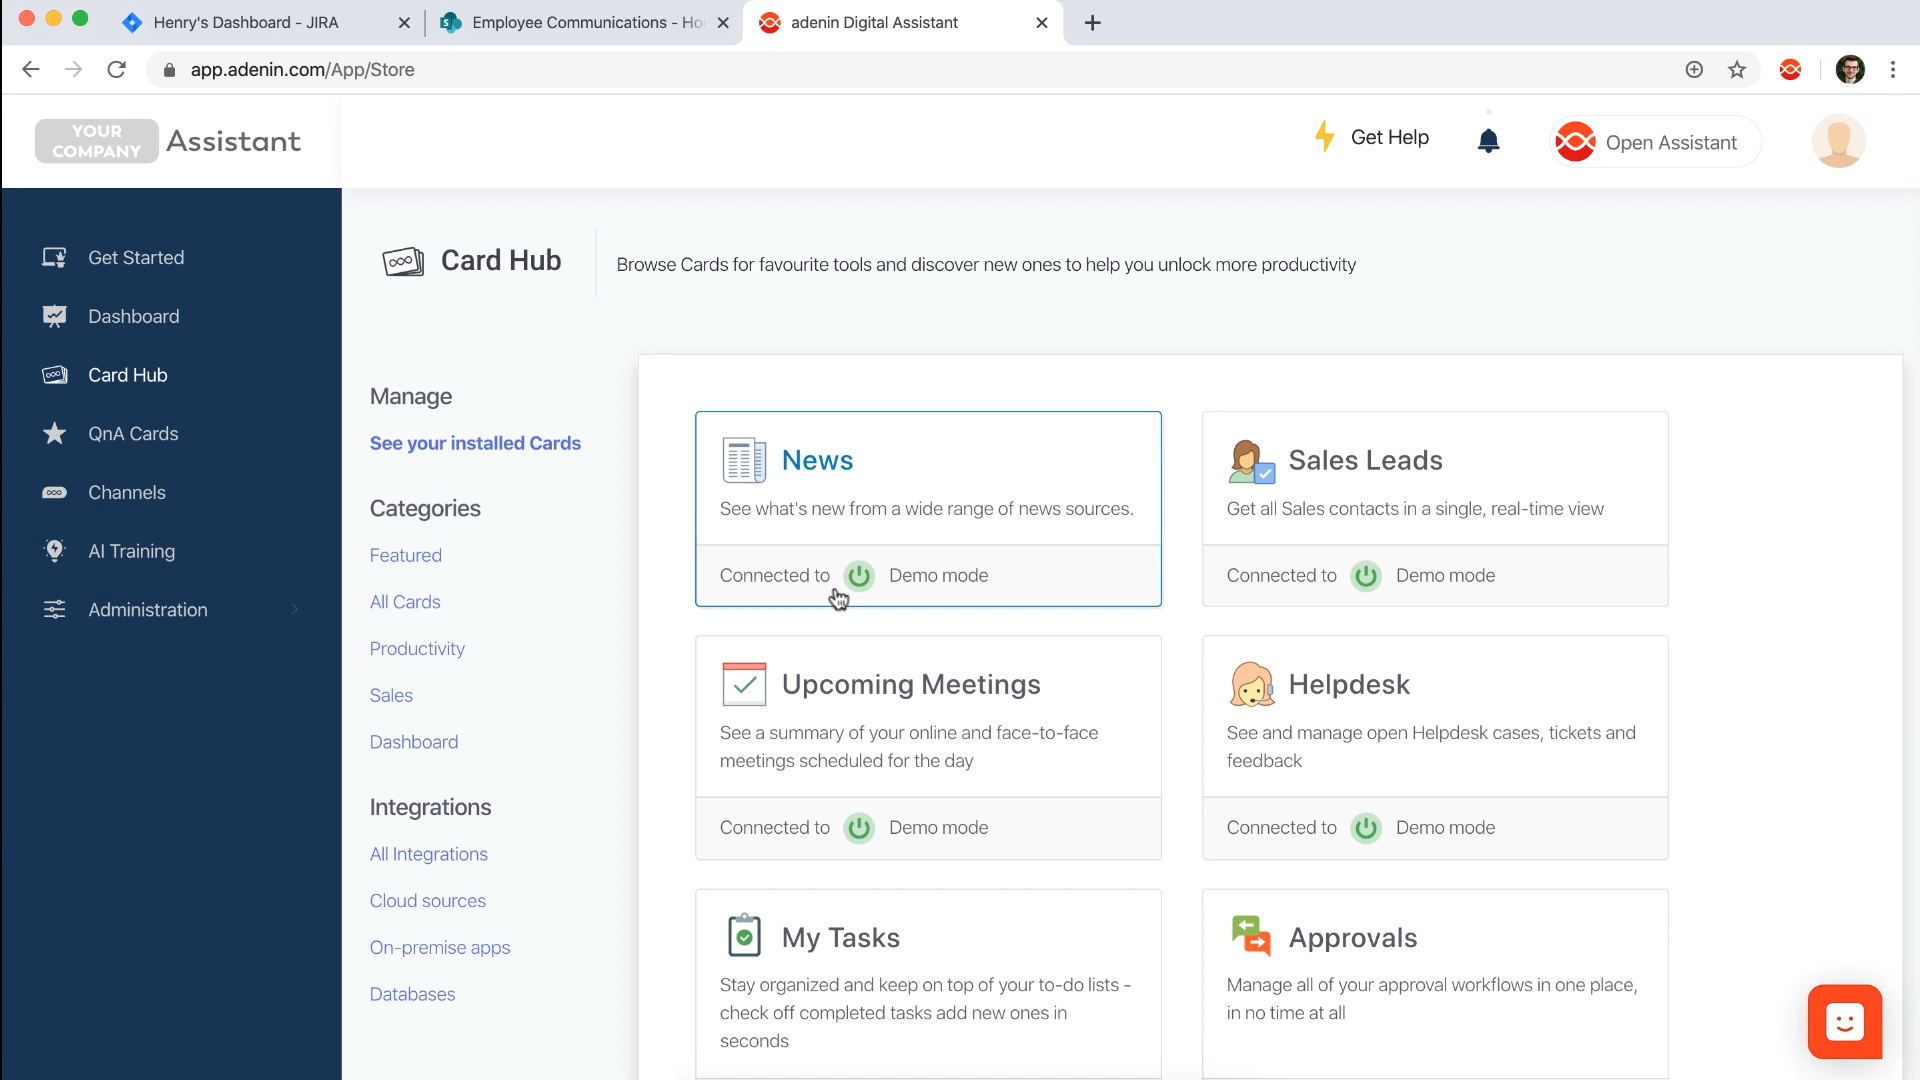 Henry's Dashboard - JIRA
Employee Communications - Ho
adenin Digital Assistant
app.adenin.com/App/Store
YOUR
COMPANY
Assistant
Get Help
Open Assistant
Get Started
Dashboard
Card Hub
QnA Cards
Channels
AI Training
Administration
Card Hub
Browse Cards for favourite tools and discover new ones to help you unlock more productivity
Manage
See your installed Cards
Categories
Featured
All Cards
Productivity
Sales
Dashboard
Integrations
All Integrations
Cloud sources
On-premise apps
Databases
News
See what's new from a wide range of news sources.
Connected to Demo mode
Sales Leads
Get all Sales contacts in a single, real-time view
Connected to Demo mode
Upcoming Meetings
See a summary of your online and face-to-face
meetings scheduled for the day
Connected to Demo mode
Helpdesk
See and manage open Helpdesk cases, tickets and
feedback
Connected to Demo mode
My Tasks
Stay organized and keep on top of your to-do lists -
check off completed tasks add new ones in
seconds
Approvals
Manage all of your approval workflows in one place,
in no time at all